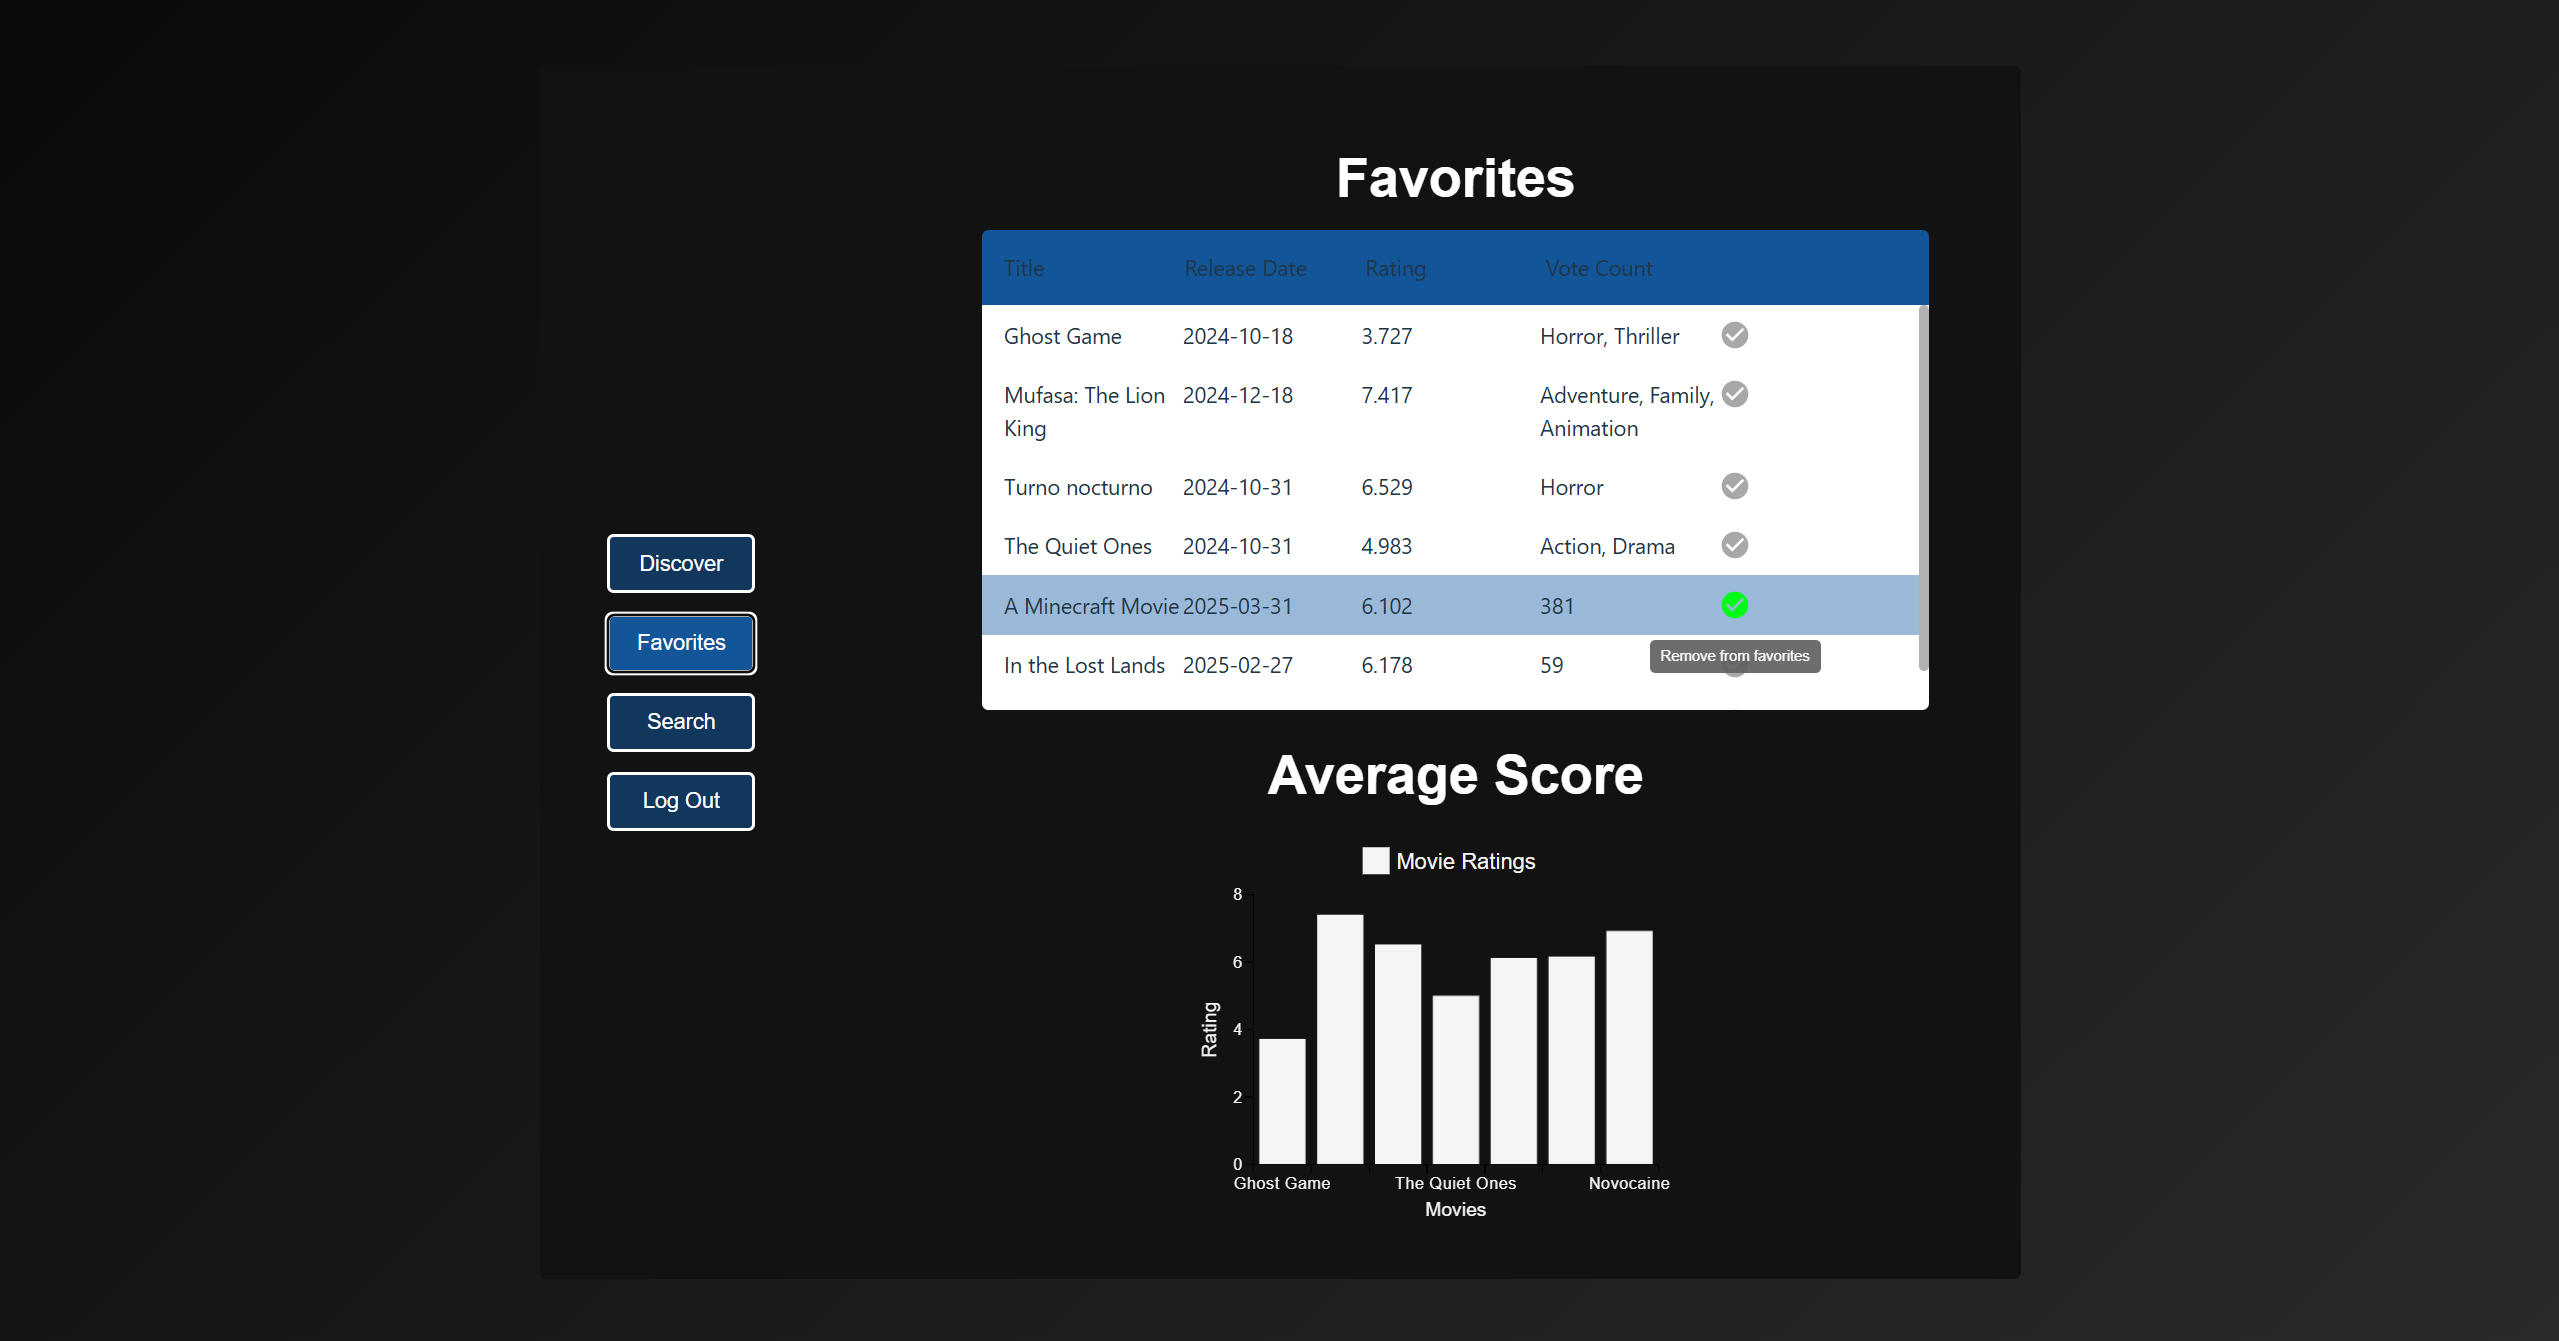 Favorites
Title Release Date Rating Vote Count
Ghost Game 2024-10-18 3.727 Horror, Thriller
Mufasa: The Lion King 2024-12-18 7.417 Adventure, Family, Animation
Turno nocturno 2024-10-31 6.529 Horror
The Quiet Ones 2024-10-31 4.983 Action, Drama
A Minecraft Movie 2025-03-31 6.102 381
Remove from favorites
In the Lost Lands 2025-02-27 6.178 59
Discover
Favorites
Search
Log Out
Average Score
Movie Ratings
8
6
4
2
0
Rating
Ghost Game The Quiet Ones Novocaine
Movies